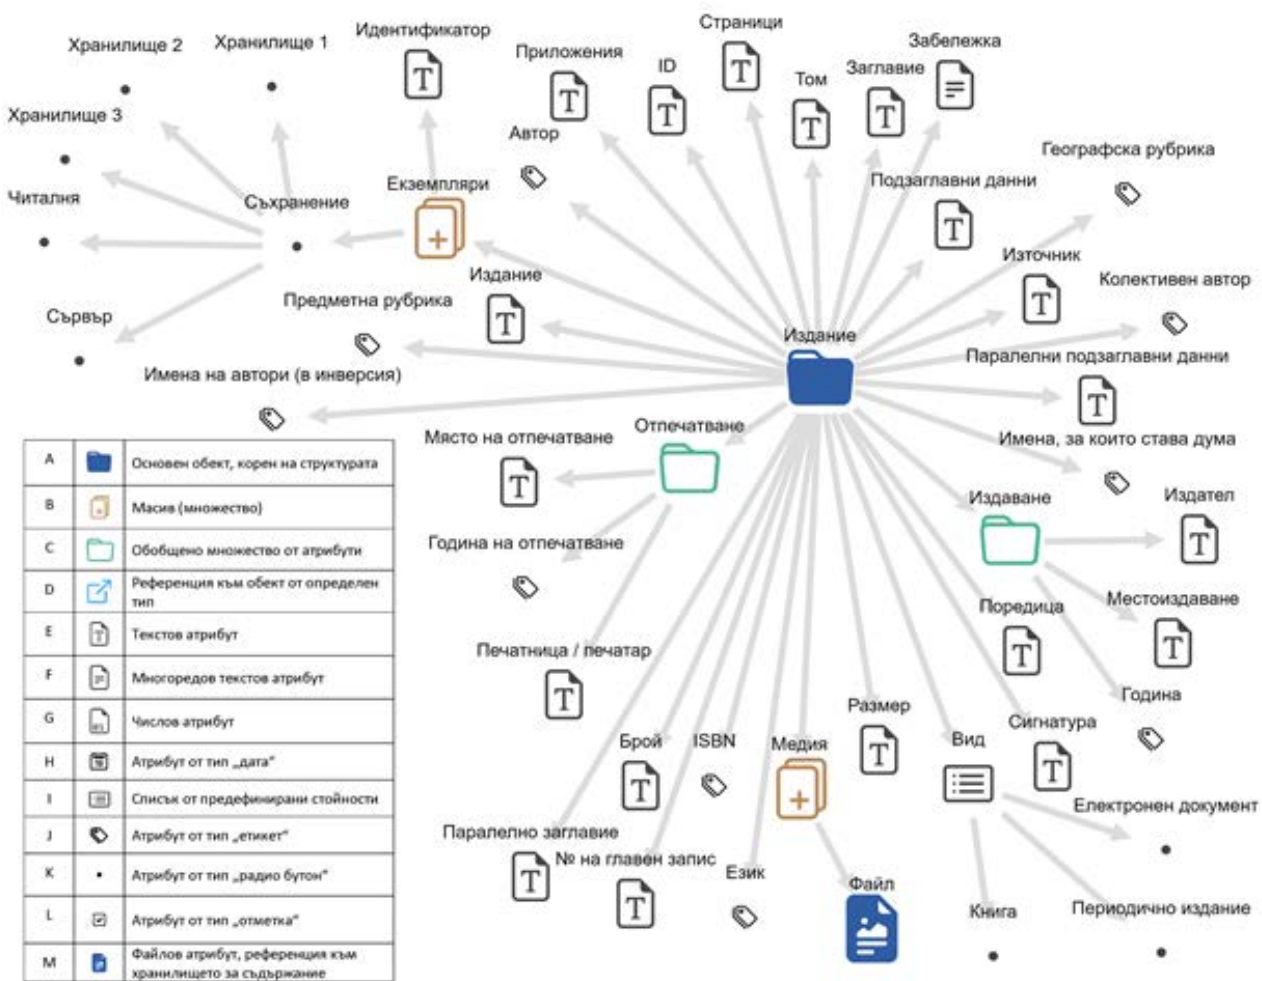 Хранилище 2
Хранилище 1
Идентификатор
Приложения
ID
Страници
Том
Заглавие
Забележка
Хранилище 3
Автор
Географска рубрика
Читалня
Съхранение
Екземпляри
Подзаглавни данни
Издание
Източник
Колективен автор
Предметна рубрика
Сървър
Издание
Имена на автори (в инверсия)
Паралелни подзаглавни данни
Отпечатване
Място на отпечатване
Имена, за които става дума
Издаване
Издател
Година на отпечатване
Поредица
Местоиздаване
Печатница / печатар
Година
Размер
Сигнатура
Брой
ISBN
Медия
Вид
Електронен документ
Паралелно заглавие
№ на главен запис
Език
Файл
Книга
Периодично издание
A Основен обект, корен на структурата
B Масив (множество)
C Обобщено множество от атрибути
D Референция към обект от определен
тип
E Текстов атрибут
F Многоредов текстов атрибут
G Числов атрибут
H Атрибут от тип „дата“
I Списък от предефинирани стойности
J Атрибут от тип „етикет“
K Атрибут от тип „радио бутон“
L Атрибут от тип „отметка“
M Файлов атрибут, референция към
хранилището за съдържание